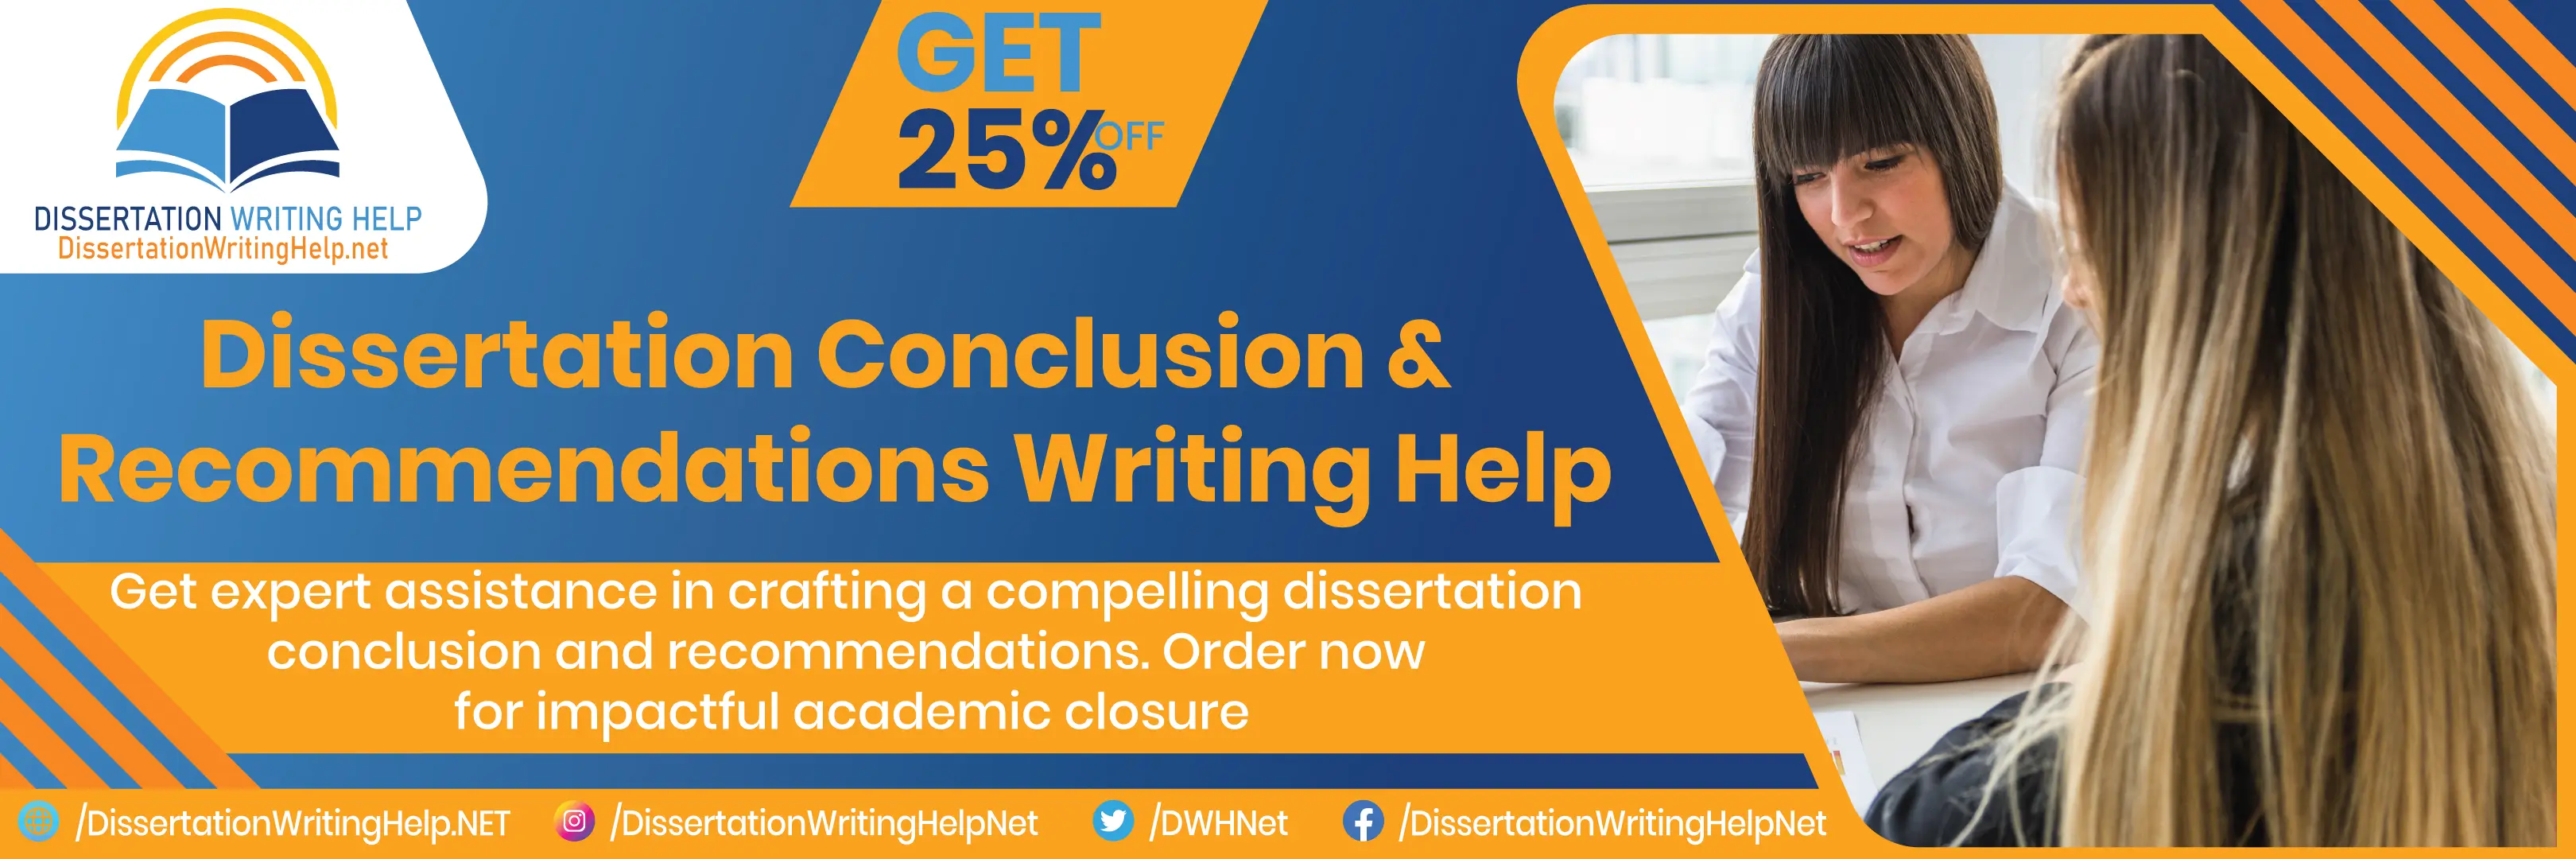 DISSERTATION WRITING HELP
DissertationWritingHelp.net
GET
25% OFF
Dissertation Conclusion &
Recommendations Writing Help
Get expert assistance in crafting a compelling dissertation
conclusion and recommendations. Order now
for impactful academic closure
/DissertationWritingHelp.NET /DissertationWritingHelpNet /DWHNet /DissertationWritingHelpNet